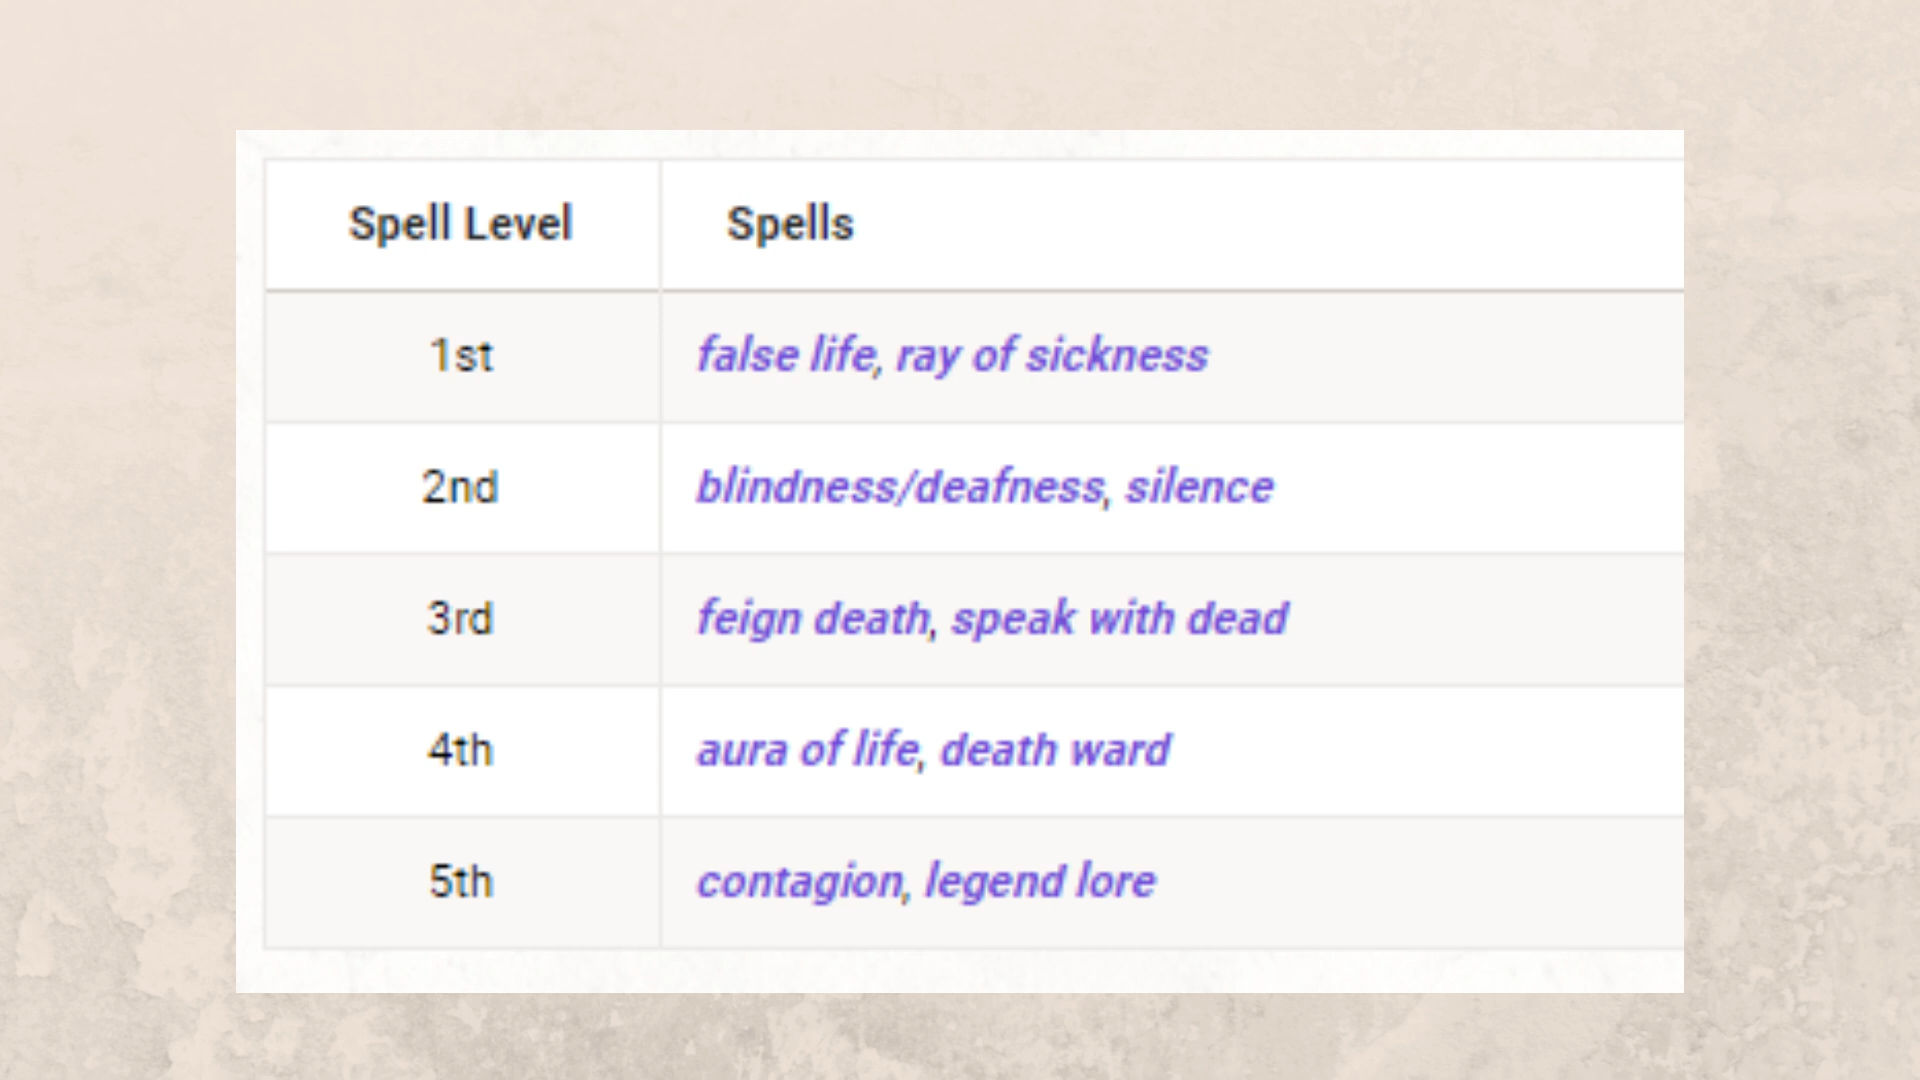 Spell Level Spells
1st false life, ray of sickness
2nd blindness/deafness, silence
3rd feign death, speak with dead
4th aura of life, death ward
5th contagion, legend lore